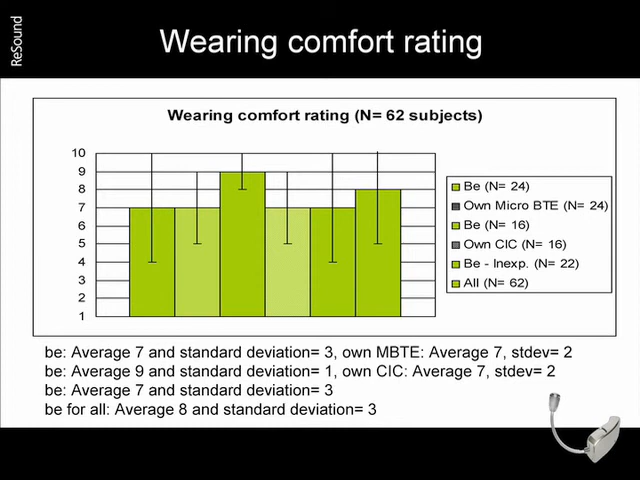 ReSound
Wearing comfort rating
Wearing comfort rating (N= 62 subjects)
10
9
8
7
6
5
4
3
2
1
Be (N= 24)
Own Micro BTE (N= 24)
Be (N= 16)
Own CIC (N= 16)
Be - Inexp. (N= 22)
All (N= 62)
be: Average 7 and standard deviation= 3, own MBTE: Average 7, stdev= 2
be: Average 9 and standard deviation= 1, own CIC: Average 7, stdev= 2
be: Average 7 and standard deviation= 3
be for all: Average 8 and standard deviation= 3